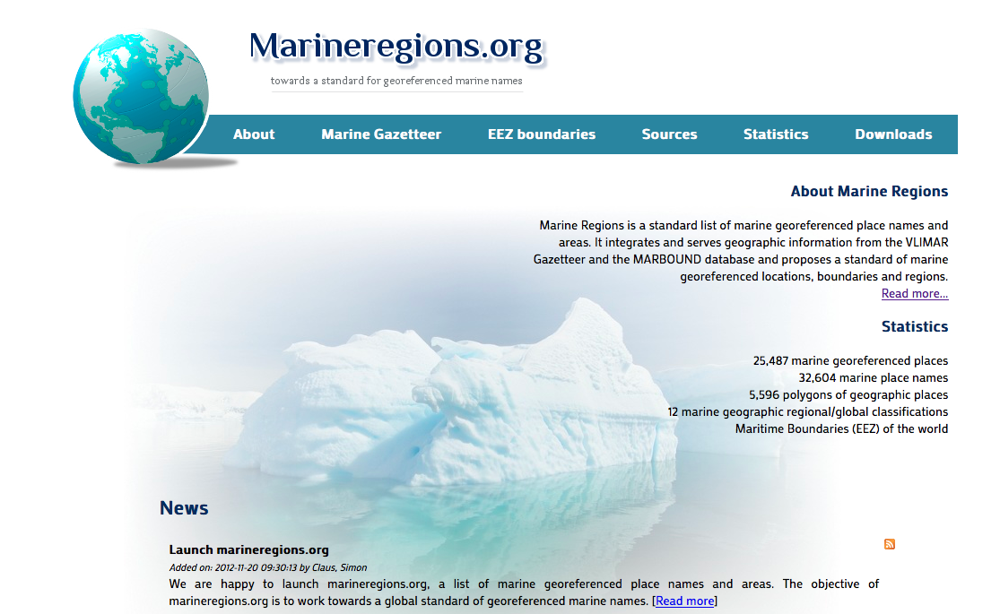 Marineregions.org
towards a standard for georeferenced marine names
About Marine Gazetteer EEZ boundaries Sources Statistics Downloads
About Marine Regions
Marine Regions is a standard list of marine georeferenced place names and
areas. It integrates and serves geographic information from the VLIMAR
Gazetteer and the MARBOUND database and proposes a standard of marine
georeferenced locations, boundaries and regions.
Read more...
Statistics
25,487 marine georeferenced places
32,604 marine place names
5,596 polygons of geographic places
12 marine geographic regional/global classifications
Maritime Boundaries (EEZ) of the world
News
Launch marineregions.org
Added on: 2012-11-20 09:30:13 by Claus, Simon
We are happy to launch marineregions.org, a list of marine georeferenced place names and areas. The objective of
marineregions.org is to work towards a global standard of georeferenced marine names. [Read more]